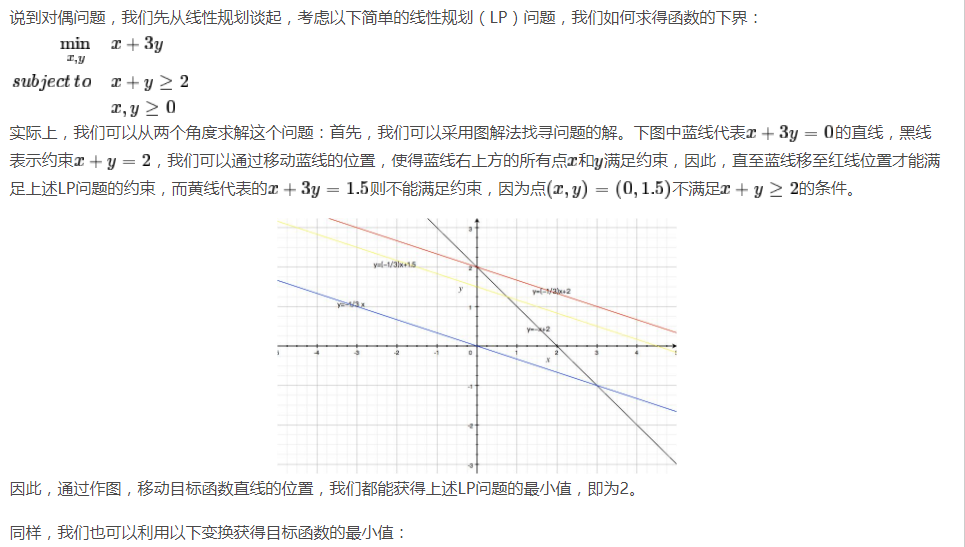 说到对偶问题，我们先从线性规划谈起，考虑以下简单的线性规划（LP）问题，我们如何求得函数的下界：
min x + 3y
x,y
subject to x + y ≥ 2
x, y ≥ 0
实际上，我们可以从两个角度求解这个问题：首先，我们可以采用图解法找寻问题的解。下图中蓝线代表x + 3y = 0的直线，黑线
表示约束x + y = 2，我们可以通过移动蓝线的位置，使得蓝线右上方的所有点x和y满足约束，因此，直至蓝线移至红线位置才能满
足上述LP问题的约束，而黄线代表的x + 3y = 1.5则不能满足约束，因为点(x, y) = (0, 1.5)不满足x + y ≥ 2的条件。
3
y=(-1/3)x+1.5
2
y
y=(-1/3)x+2
y=-1/3 x
1
y=-x+2
-4 -3 -2 -1 0 1 2 3 4
x
-1
-2
-3
因此，通过作图，移动目标函数直线的位置，我们都能获得上述LP问题的最小值，即为2。
同样，我们也可以利用以下变换获得目标函数的最小值：